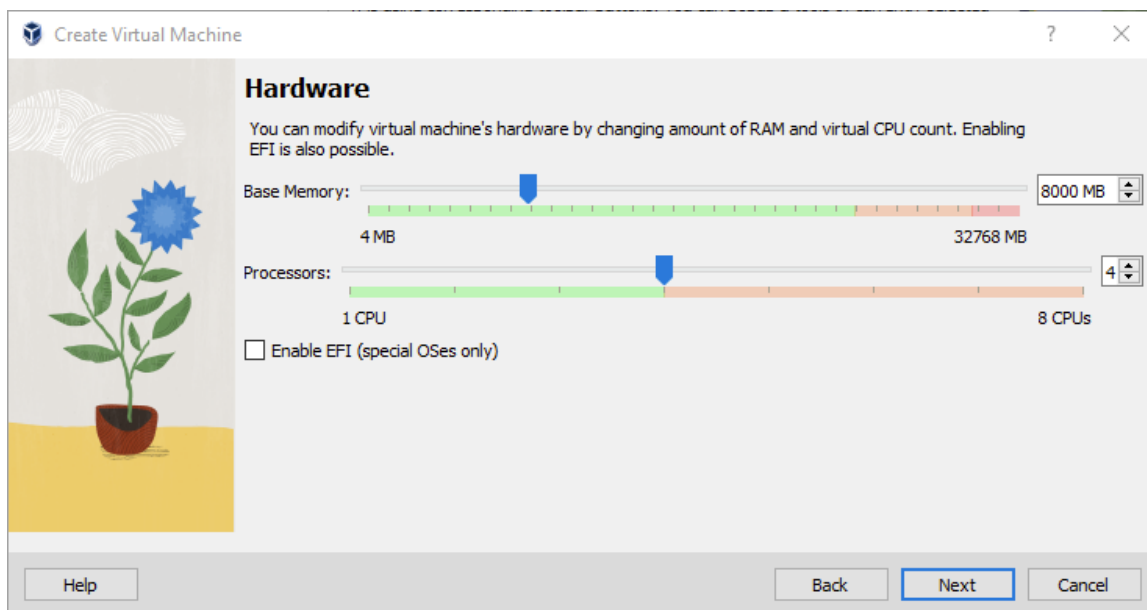 Create Virtual Machine
?
Hardware
You can modify virtual machine's hardware by changing amount of RAM and virtual CPU count. Enabling
EFI is also possible.
Base Memory:
8000 MB
4 MB
32768 MB
Processors:
4
1 CPU
8 CPUs
Enable EFI (special OSes only)
Help
Back
Next
Cancel